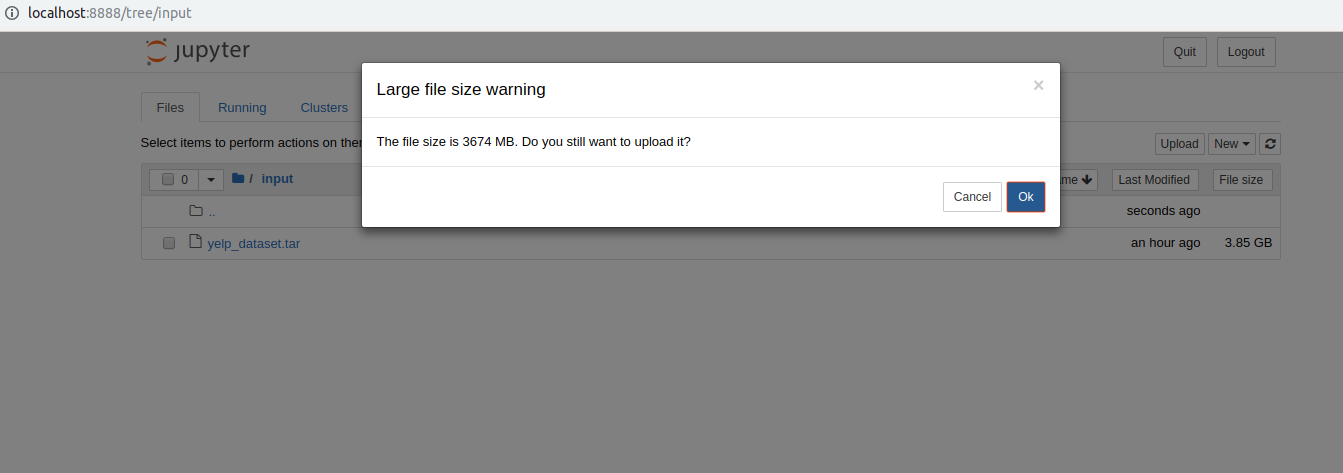 localhost:8888/tree/input
jupyter
Quit
Logout
Large file size warning
×
Files
Running
Clusters
The file size is 3674 MB. Do you still want to upload it?
Select items to perform actions on
Upload
New
0
/ input
Cancel
Ok
Last Modified
File size
..
seconds ago
yelp_dataset.tar
an hour ago
3.85 GB